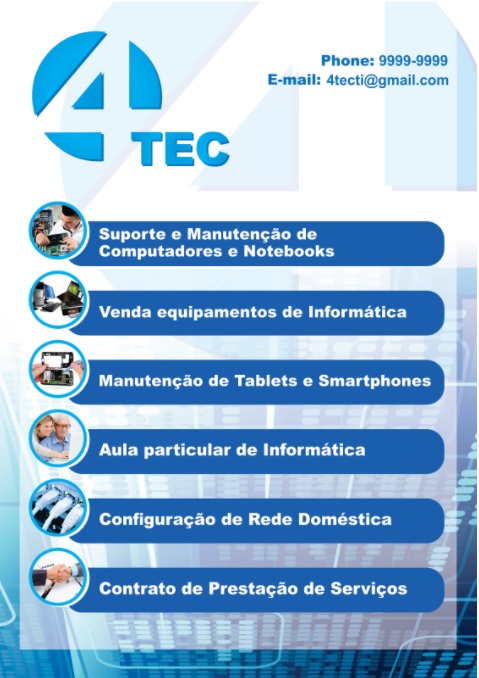 4
TEC
Phone: 9999-9999
E-mail: 4tecti@gmail.com
Suporte e Manutenção de
Computadores e Notebooks
Venda equipamentos de Informática
Manutenção de Tablets e Smartphones
Aula particular de Informática
Configuração de Rede Doméstica
Contrato de Prestação de Serviços